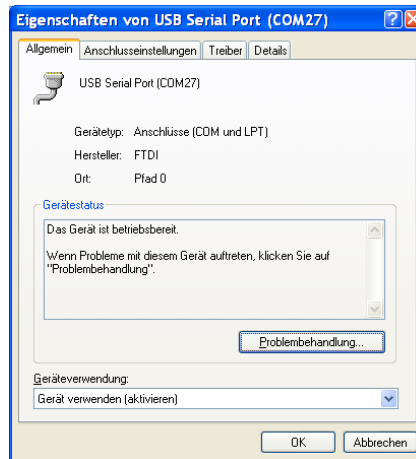 Eigenschaften von USB Serial Port (COM27)
Allgemein Anschlusseinstellungen Treiber Details
USB Serial Port (COM27)
Gerätetyp: Anschlüsse (COM und LPT)
Hersteller: FTDI
Ort: Pfad 0
Gerätestatus
Das Gerät ist betriebsbereit.
Wenn Probleme mit diesem Gerät auftreten, klicken Sie auf
"Problembehandlung".
Problembehandlung...
Geräteverwendung:
Gerät verwenden (aktivieren)
OK Abbrechen